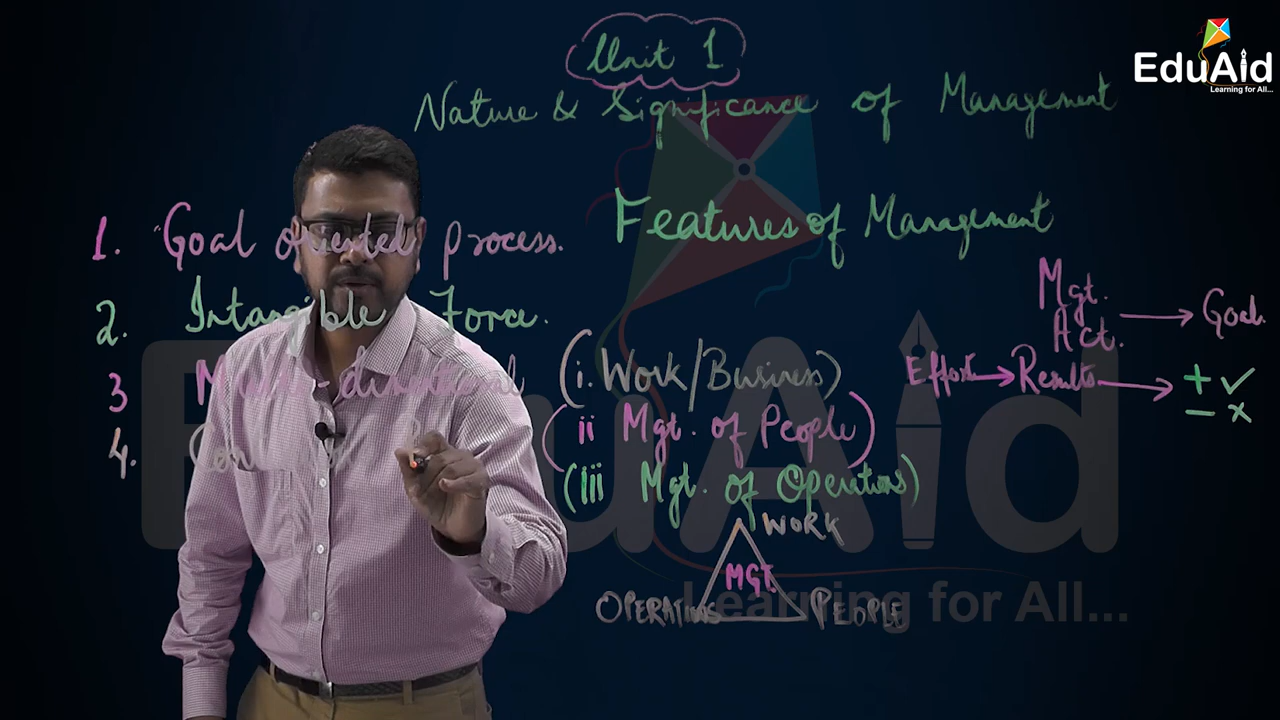 Unit 1
EduAid
Learning for All...
Nature & Significance of Management
Features of Management
1. Goal oriented process.
2. Intangible Force.
3 Multi-dimensional (i. Work/Business)
(ii Mgt. of People)
(iii Mgt. of Operations)
4.
Mgt. Act. → Goal.
Effort → Results → + ✓
- x
WORK
MGT.
OPERATIONS PEOPLE
EduAid
Learning for All...